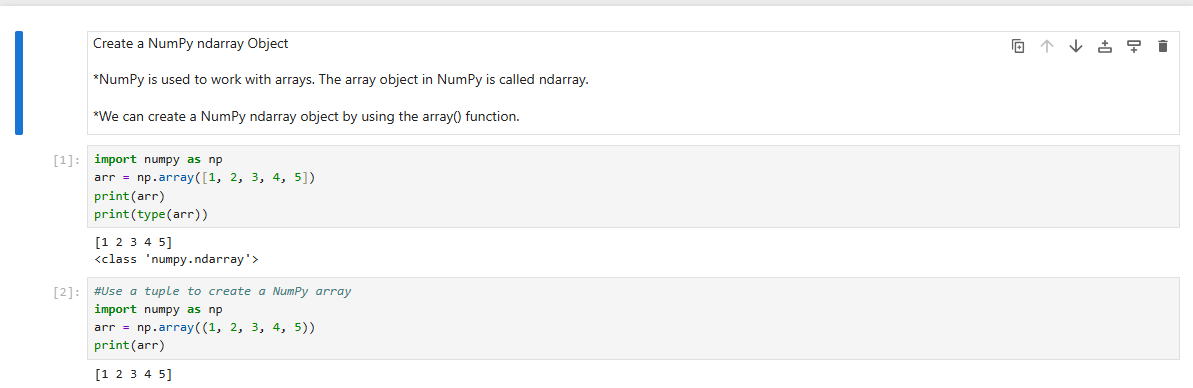 Create a NumPy ndarray Object
*NumPy is used to work with arrays. The array object in NumPy is called ndarray.
*We can create a NumPy ndarray object by using the array() function.
[1]:
import numpy as np
arr = np.array([1, 2, 3, 4, 5])
print(arr)
print(type(arr))
[1 2 3 4 5]
<class 'numpy.ndarray'>
[2]:
#Use a tuple to create a NumPy array
import numpy as np
arr = np.array((1, 2, 3, 4, 5))
print(arr)
[1 2 3 4 5]